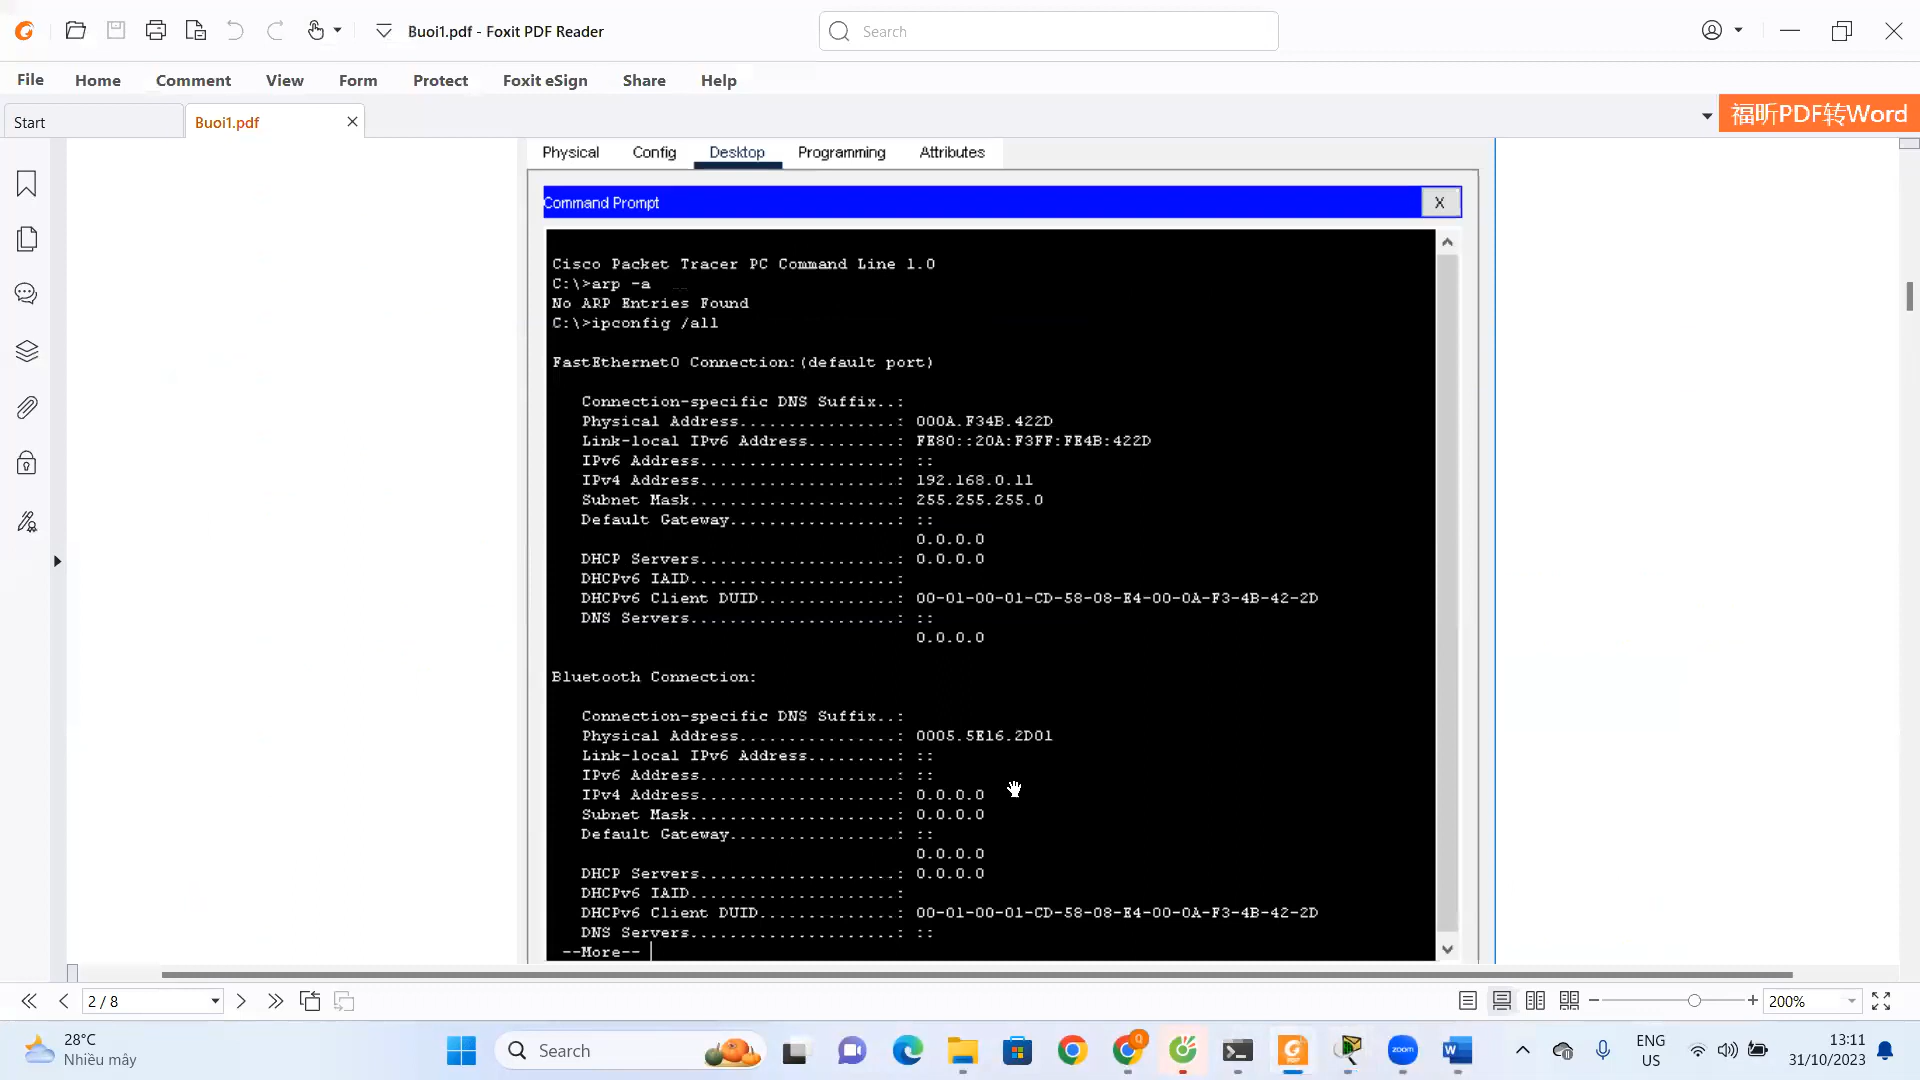 Buoi1.pdf - Foxit PDF Reader
Search
File Home Comment View Form Protect Foxit eSign Share Help
Start
Buoi1.pdf
福昕PDF转Word
Physical Config Desktop Programming Attributes
Command Prompt
X
Cisco Packet Tracer PC Command Line 1.0
C:\>arp -a
No ARP Entries Found
C:\>ipconfig /all
FastEthernet0 Connection:(default port)
Connection-specific DNS Suffix..:
Physical Address................: 000A.F34B.422D
Link-local IPv6 Address.........: FE80::20A:F3FF:FE4B:422D
IPv6 Address....................: ::
IPv4 Address....................: 192.168.0.11
Subnet Mask.....................: 255.255.255.0
Default Gateway.................: ::
0.0.0.0
DHCP Servers....................: 0.0.0.0
DHCPv6 IAID.....................:
DHCPv6 Client DUID..............: 00-01-00-01-CD-58-08-E4-00-0A-F3-4B-42-2D
DNS Servers.....................: ::
0.0.0.0
Bluetooth Connection:
Connection-specific DNS Suffix..:
Physical Address................: 0005.5E16.2D01
Link-local IPv6 Address.........: ::
IPv6 Address....................: ::
IPv4 Address....................: 0.0.0.0
Subnet Mask.....................: 0.0.0.0
Default Gateway.................: ::
0.0.0.0
DHCP Servers....................: 0.0.0.0
DHCPv6 IAID.....................:
DHCPv6 Client DUID..............: 00-01-00-01-CD-58-08-E4-00-0A-F3-4B-42-2D
DNS Servers.....................: ::
--More--
2 / 8
200%
28°C
Nhiều mây
Search
zoom
ENG
US
13:11
31/10/2023